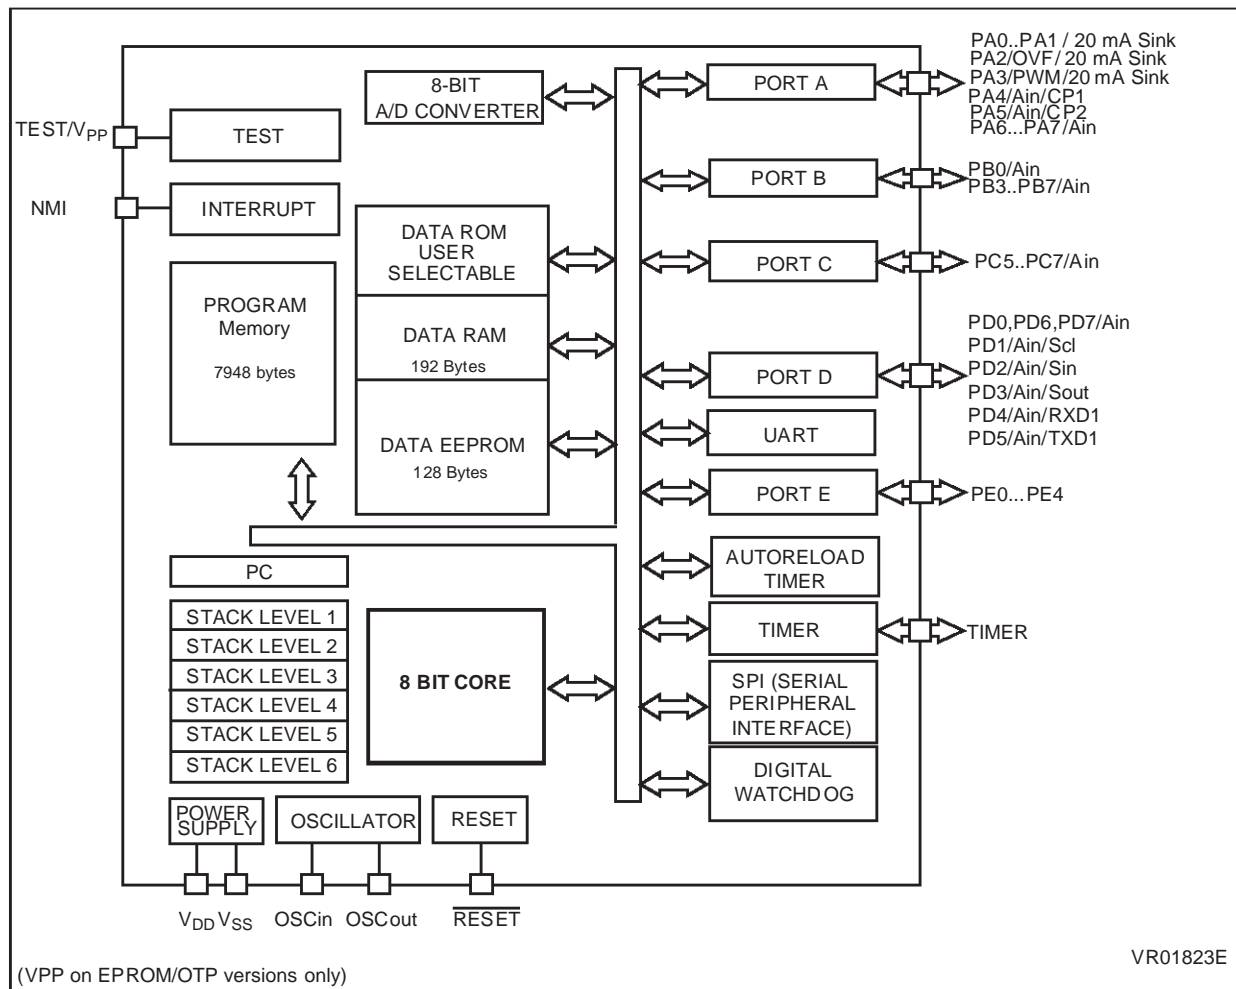 8-BIT
A/D CONVERTER
PORT A
PA0..PA1 / 20 mA Sink
PA2/OVF/ 20 mA Sink
PA3/PWM/20 mA Sink
PA4/Ain/CP1
PA5/Ain/CP2
PA6...PA7/Ain
TEST/VPP
TEST
PORT B
PB0/Ain
PB3..PB7/Ain
NMI
INTERRUPT
DATA ROM
USER
SELECTABLE
PORT C
PC5..PC7/Ain
PROGRAM
Memory
7948 bytes
DATA RAM
192 Bytes
PORT D
PD0,PD6,PD7/Ain
PD1/Ain/Scl
PD2/Ain/Sin
PD3/Ain/Sout
PD4/Ain/RXD1
PD5/Ain/TXD1
DATA EEPROM
128 Bytes
UART
PORT E
PE0...PE4
PC
AUTORELOAD
TIMER
STACK LEVEL 1
STACK LEVEL 2
STACK LEVEL 3
STACK LEVEL 4
STACK LEVEL 5
STACK LEVEL 6
8 BIT CORE
TIMER
TIMER
SPI (SERIAL
PERIPHERAL
INTERFACE)
DIGITAL
WATCHDOG
POWER
SUPPLY
OSCILLATOR
RESET
VDD VSS OSCin OSCout RESET
VR01823E
(VPP on EPROM/OTP versions only)